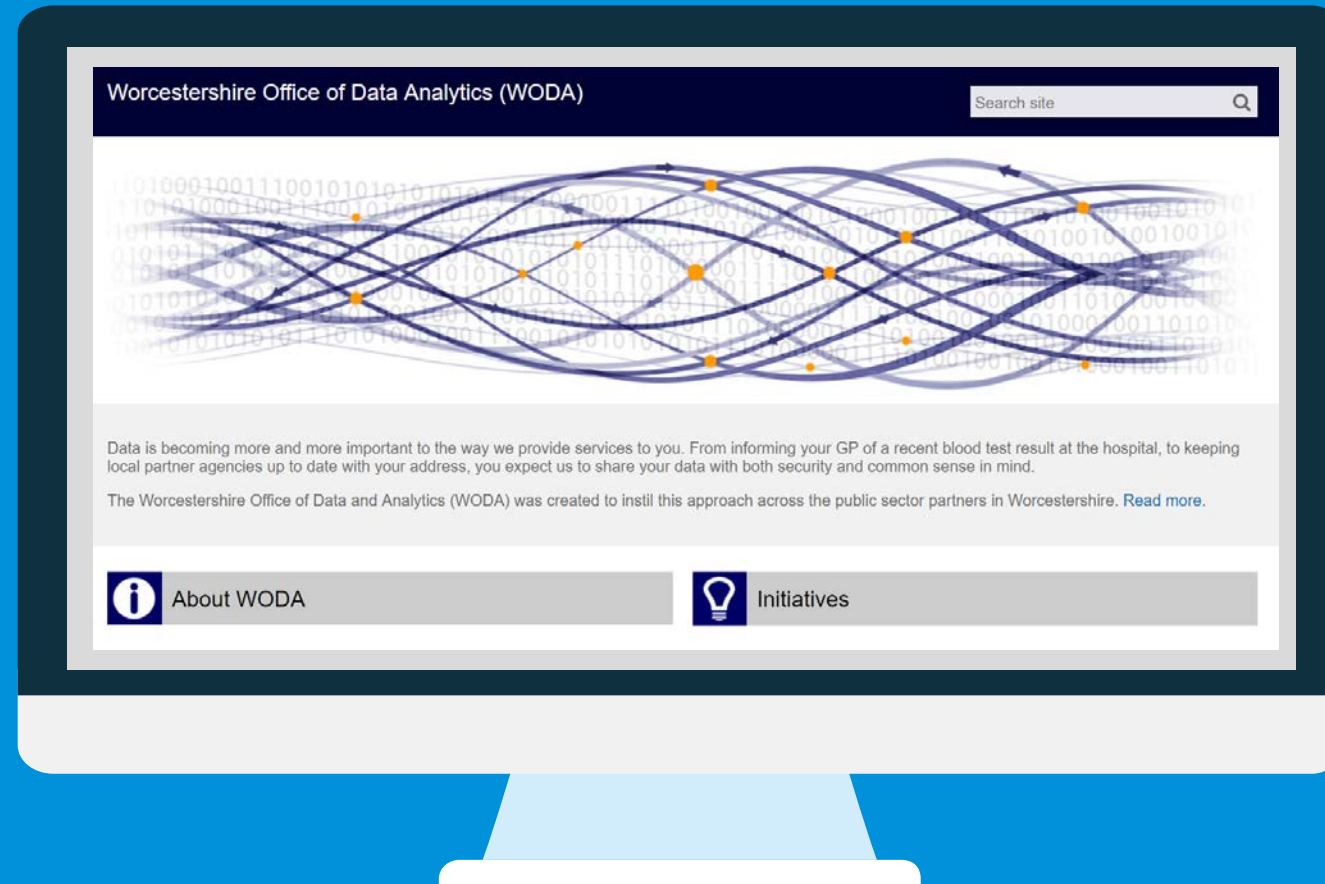 Worcestershire Office of Data Analytics (WODA)
Search site
Data is becoming more and more important to the way we provide services to you. From informing your GP of a recent blood test result at the hospital, to keeping
local partner agencies up to date with your address, you expect us to share your data with both security and common sense in mind.
The Worcestershire Office of Data and Analytics (WODA) was created to instil this approach across the public sector partners in Worcestershire. Read more.
About WODA
Initiatives